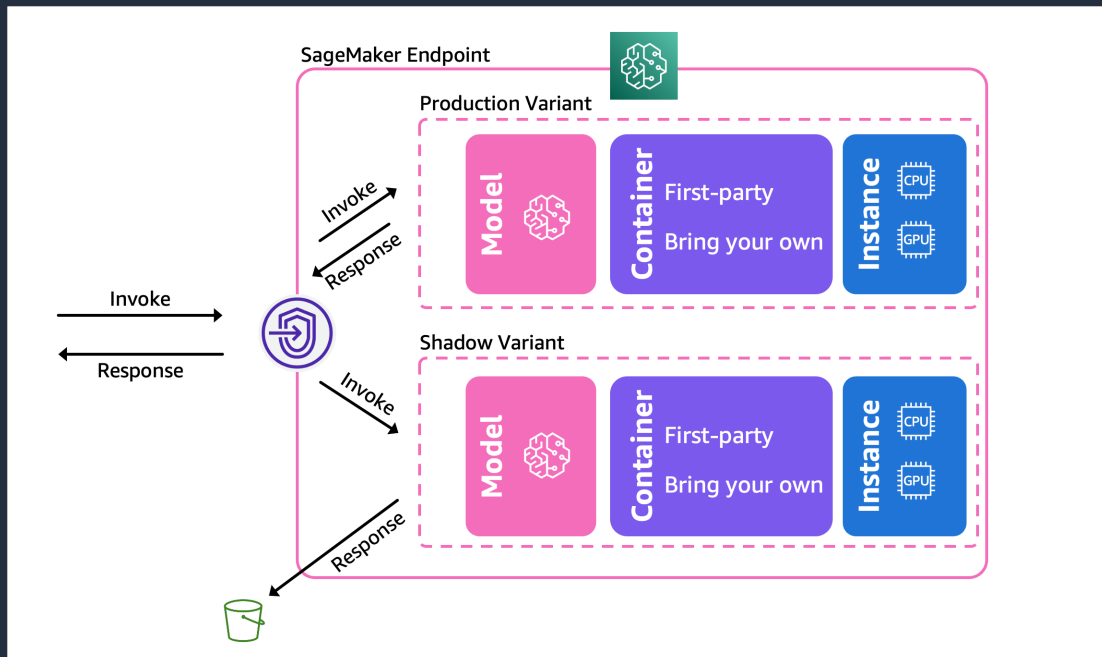 SageMaker Endpoint
Production Variant
Invoke
Response
Model
Container
First-party
Bring your own
Instance
CPU
GPU
Invoke
Response
Shadow Variant
Invoke
Response
Model
Container
First-party
Bring your own
Instance
CPU
GPU